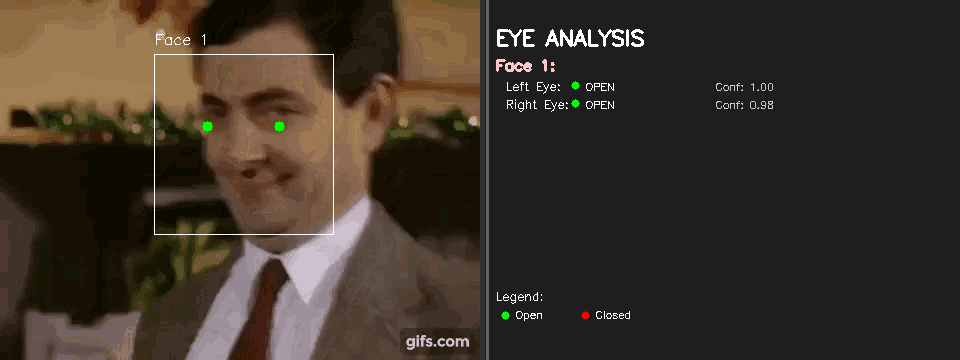 Face 1
gifs.com
EYE ANALYSIS
Face 1:
Left Eye: OPEN Conf: 1.00
Right Eye: OPEN Conf: 0.98
Legend:
Open Closed